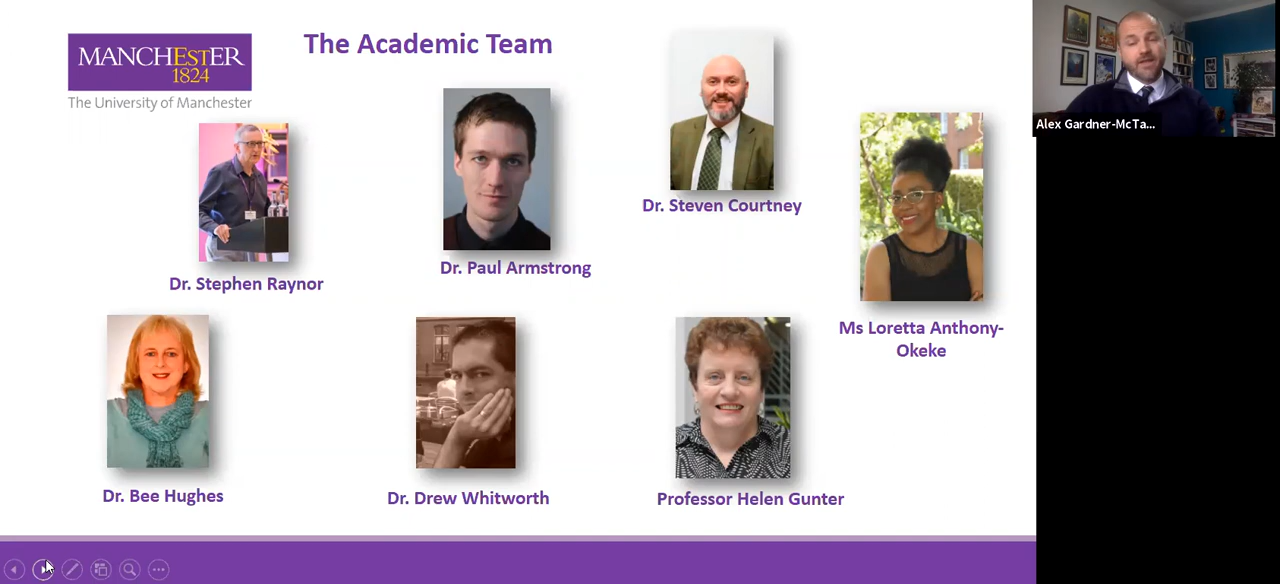 MANCHESTER
1824
The University of Manchester
The Academic Team
Alex Gardner-McTa...
Dr. Stephen Raynor
Dr. Paul Armstrong
Dr. Steven Courtney
Ms Loretta Anthony-
Okeke
Dr. Bee Hughes
Dr. Drew Whitworth
Professor Helen Gunter